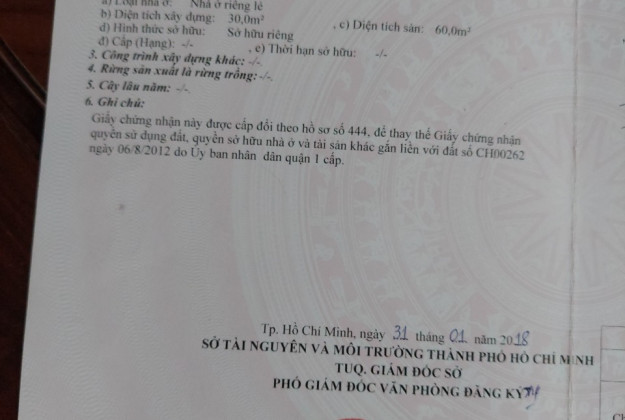 a) Loại nhà ở: Nhà ở riêng lẻ
b) Diện tích xây dựng: 30,0m² , c) Diện tích sàn: 60,0m²
d) Hình thức sở hữu: Sở hữu riêng
đ) Cấp (Hạng): -/- , e) Thời hạn sở hữu: -/-
3. Công trình xây dựng khác: -/-
4. Rừng sản xuất là rừng trồng: -/-.
5. Cây lâu năm: -/-.
6. Ghi chú:
Giấy chứng nhận này được cấp đổi theo hồ sơ số 444, để thay thế Giấy chứng nhận
quyền sử dụng đất, quyền sở hữu nhà ở và tài sản khác gắn liền với đất số CH00262
ngày 06/8/2012 do Ủy ban nhân dân quận 1 cấp.
Tp. Hồ Chí Minh, ngày 31 tháng 01 năm 2018
SỞ TÀI NGUYÊN VÀ MÔI TRƯỜNG THÀNH PHỐ HỒ CHÍ MINH
TUQ. GIÁM ĐỐC SỞ
PHÓ GIÁM ĐỐC VĂN PHÒNG ĐĂNG KÝ